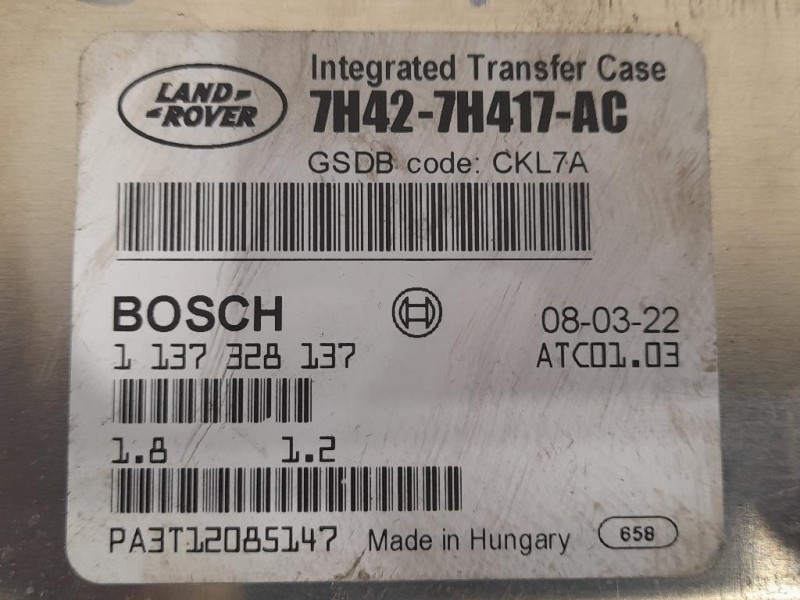 LAND
ROVER
Integrated Transfer Case
7H42-7H417-AC
GSDB code: CKL7A
BOSCH
08-03-22
1 137 328 137
ATC01.03
1.8 1.2
PA3T12085147
Made in Hungary
658